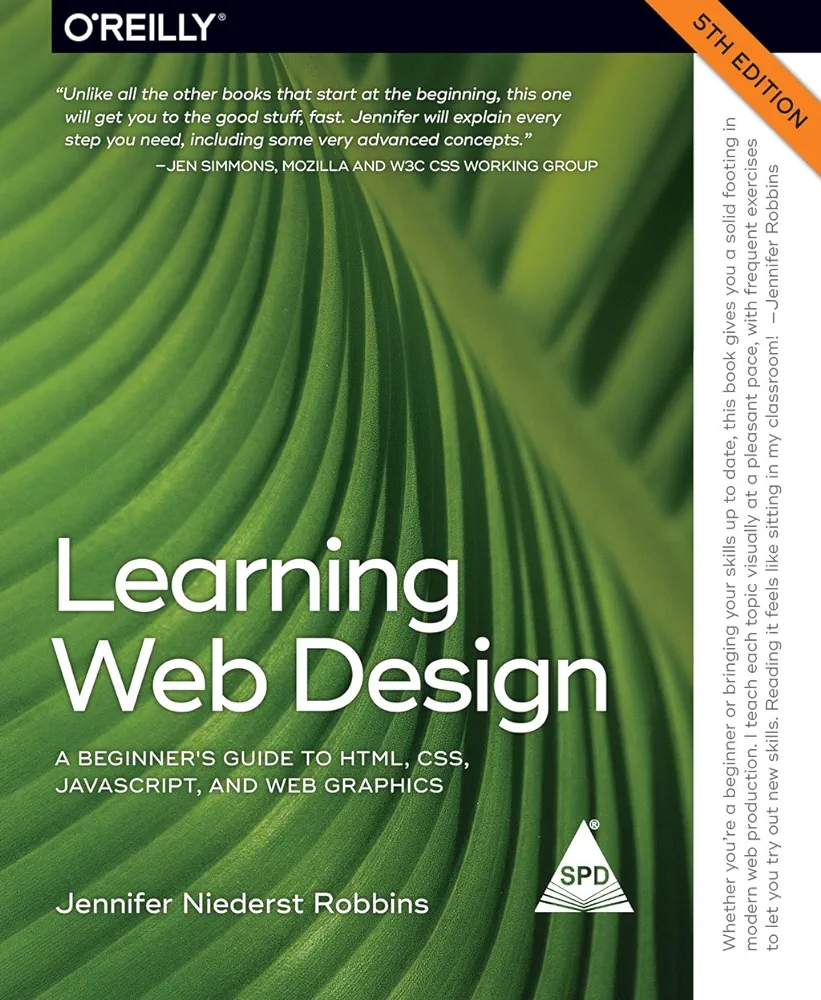 O'REILLY®
5TH EDITION
“Unlike all the other books that start at the beginning, this one
will get you to the good stuff, fast. Jennifer will explain every
step you need, including some very advanced concepts.”
—JEN SIMMONS, MOZILLA AND W3C CSS WORKING GROUP
Learning
Web Design
A BEGINNER'S GUIDE TO HTML, CSS,
JAVASCRIPT, AND WEB GRAPHICS
Jennifer Niederst Robbins
SPD®
Whether you’re a beginner or bringing your skills up to date, this book gives you a solid footing in
modern web production. I teach each topic visually at a pleasant pace, with frequent exercises
to let you try out new skills. Reading it feels like sitting in my classroom! —Jennifer Robbins